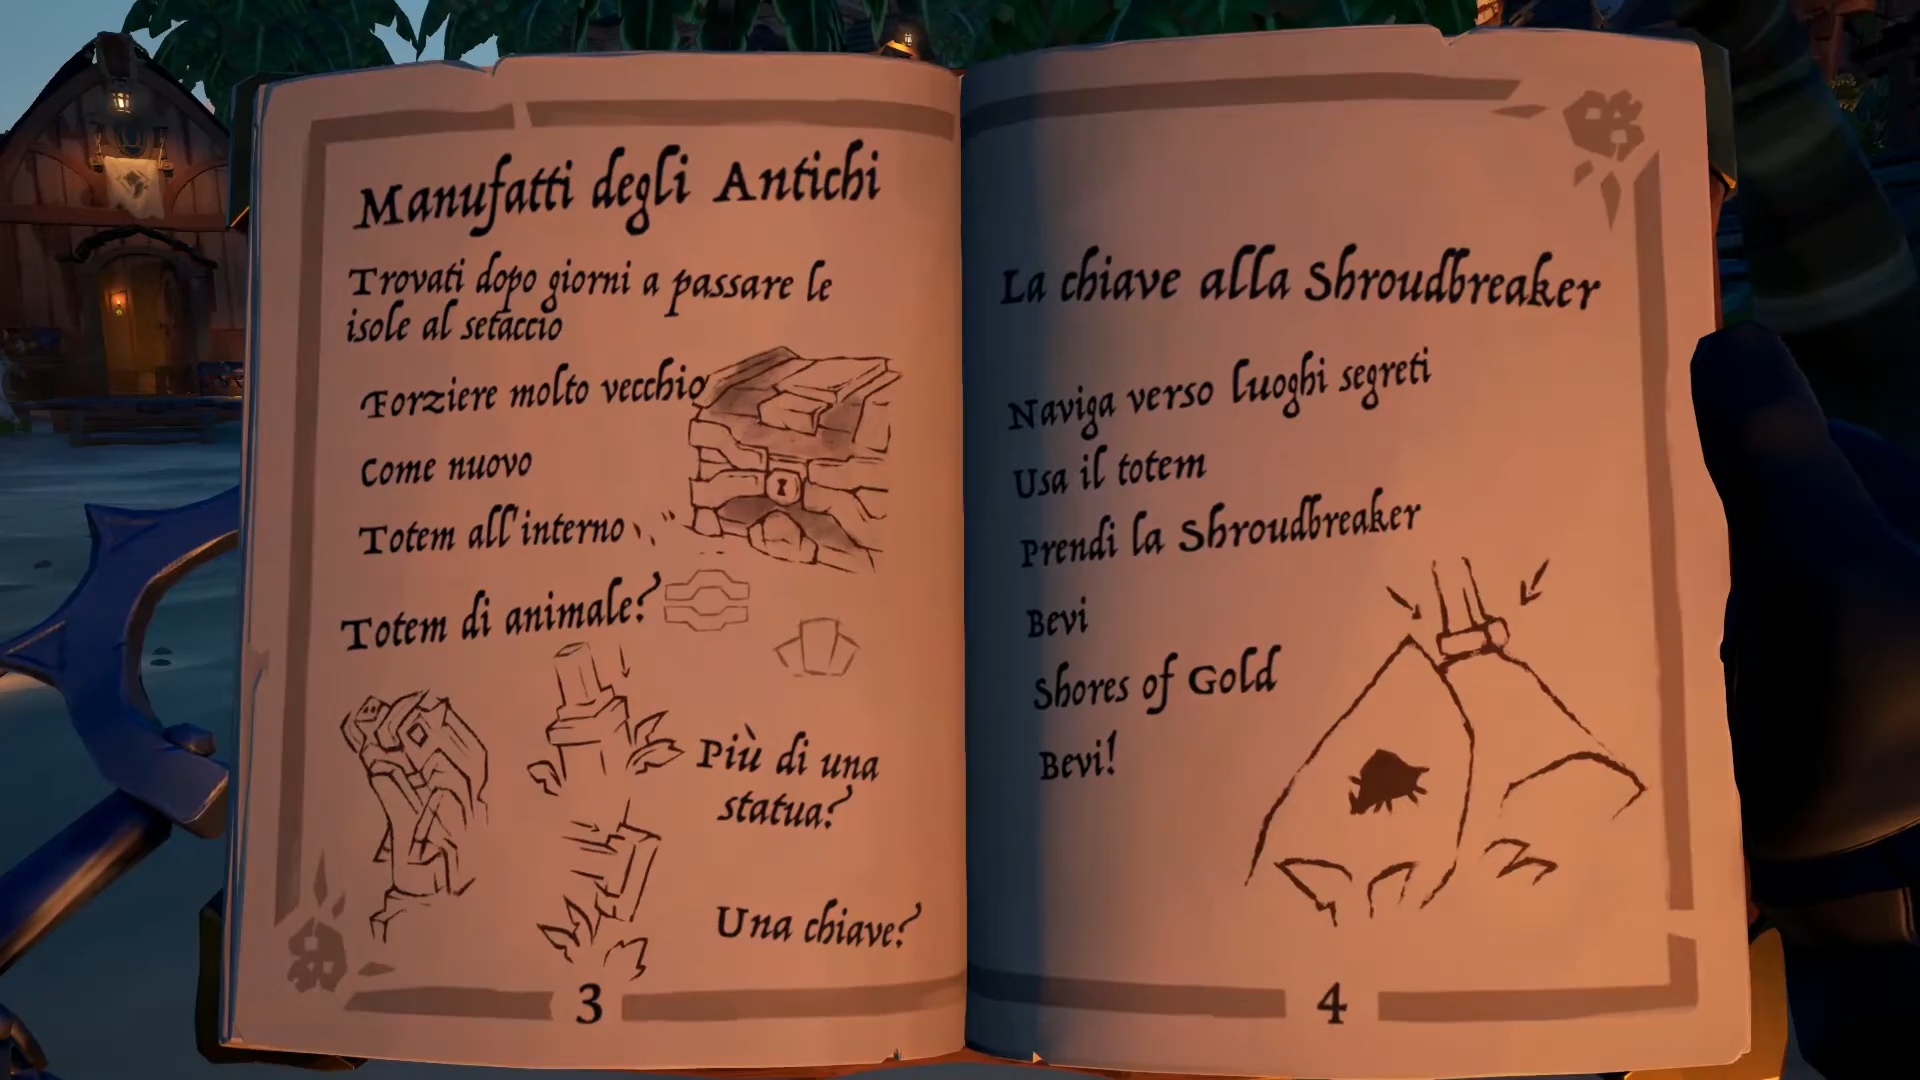 Manufatti degli Antichi
Trovati dopo giorni a passare le
isole al setaccio
Forziere molto vecchio
Come nuovo
Totem all'interno
Totem di animale?
Più di una
statua?
Una chiave?
3
La chiave alla Shroudbreaker
Naviga verso luoghi segreti
Usa il totem
Prendi la Shroudbreaker
Bevi
Shores of Gold
Bevi!
4